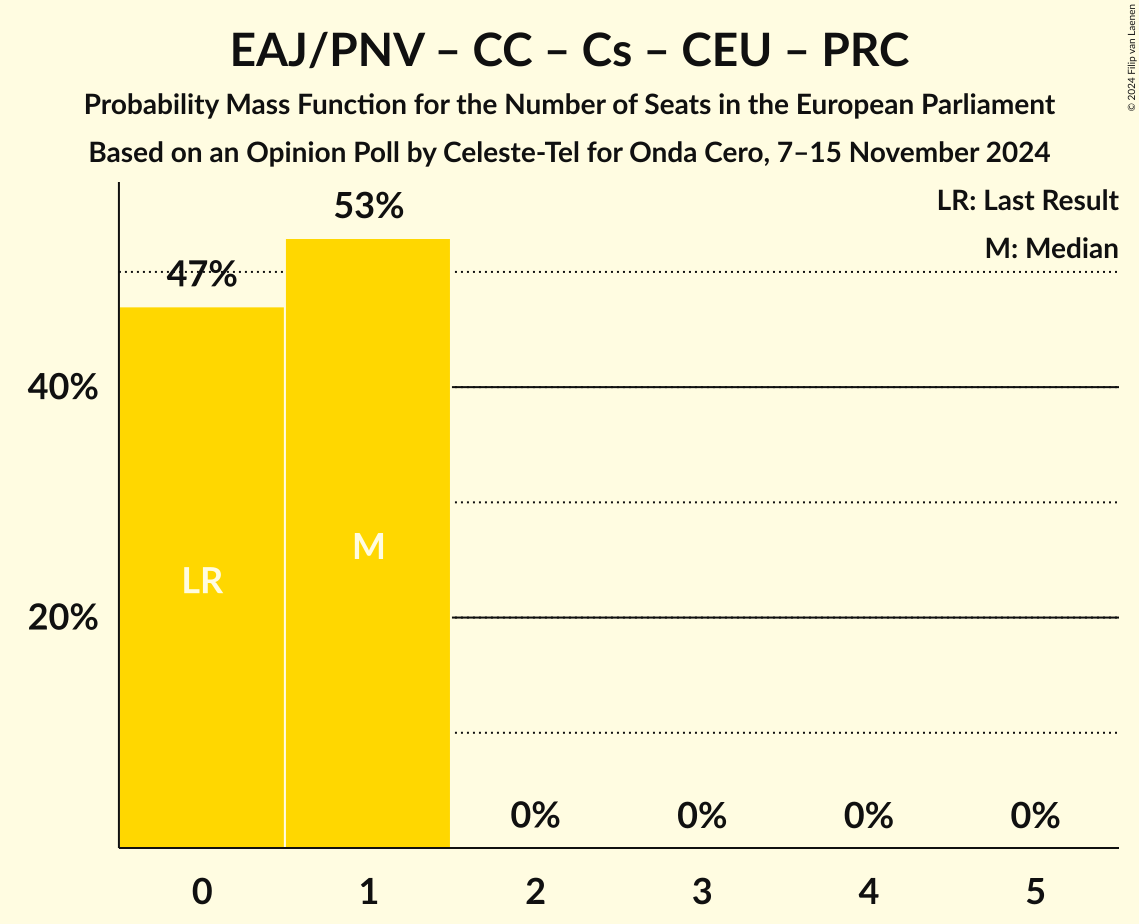 EAJ/PNV – CC – Cs – CEU – PRC
Probability Mass Function for the Number of Seats in the European Parliament
Based on an Opinion Poll by Celeste-Tel for Onda Cero, 7–15 November 2024
© 2024 Filip van Laenen
LR: Last Result
M: Median
53%
47%
40%
20%
LR
M
0%
0%
0%
0%
0
1
2
3
4
5